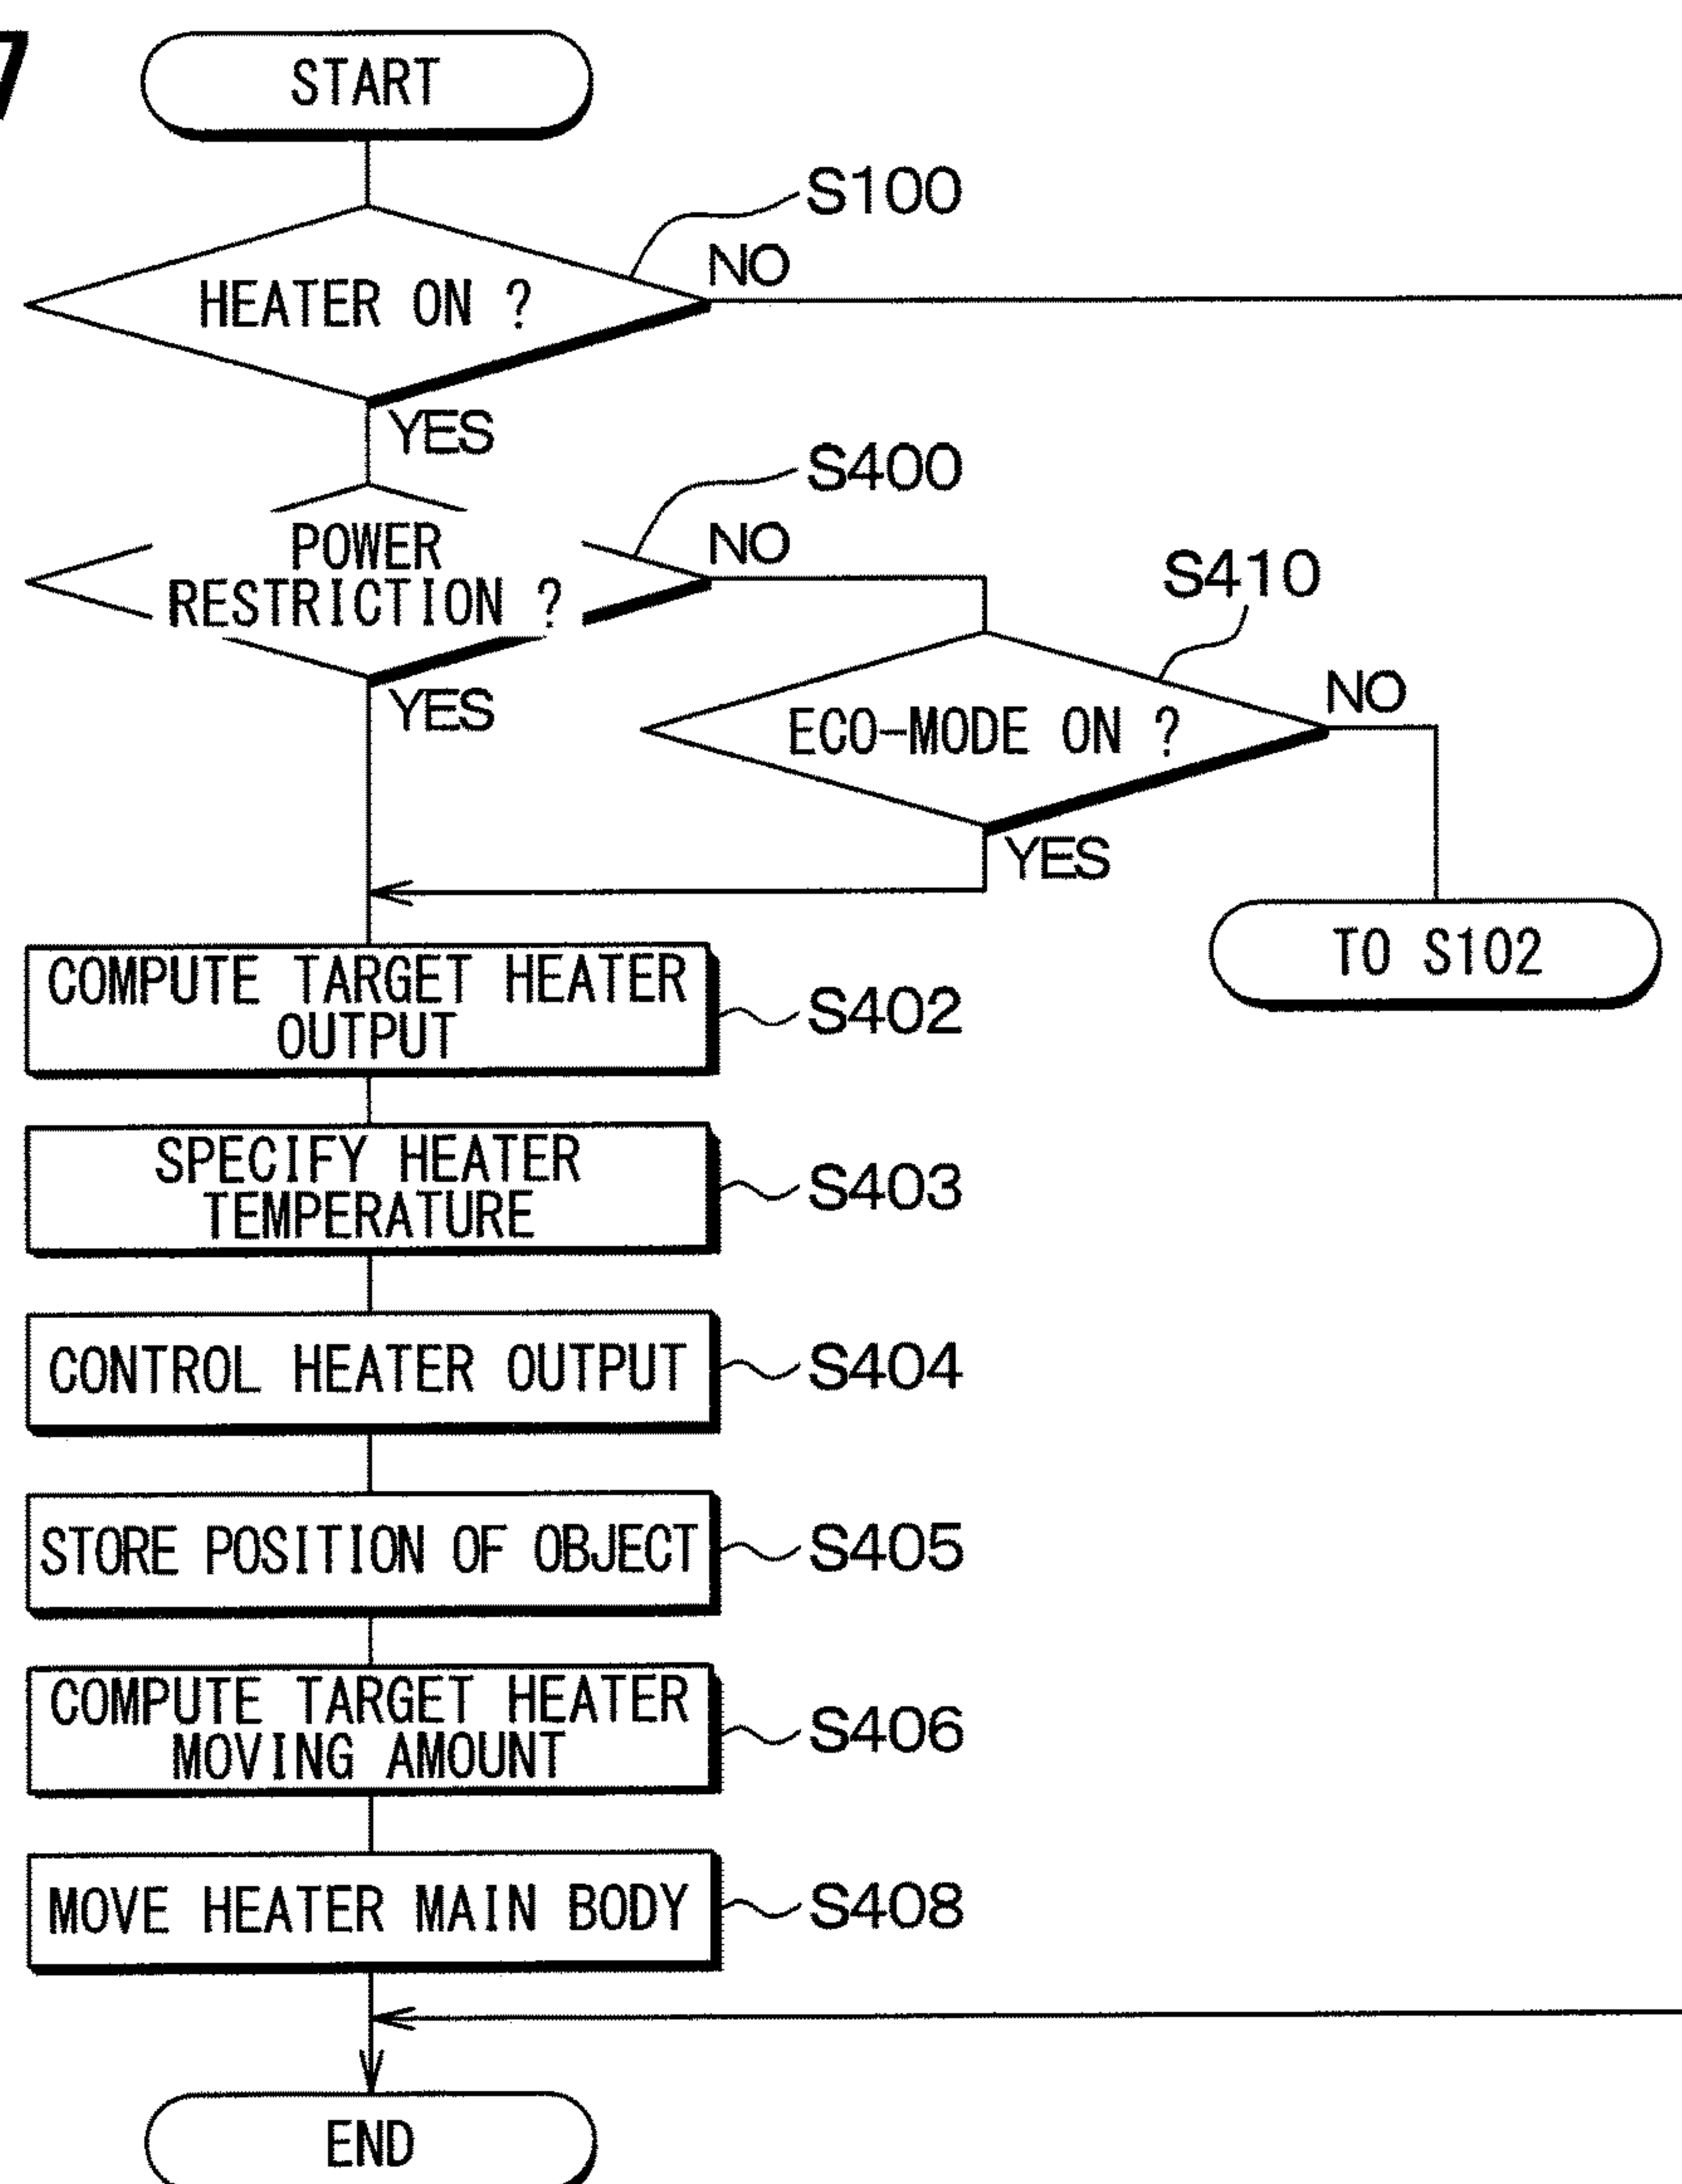 7
START
S100
HEATER ON ?
NO
YES
S400
POWER
RESTRICTION ?
NO
YES
S410
ECO-MODE ON ?
NO
YES
TO S102
COMPUTE TARGET HEATER
OUTPUT
S402
SPECIFY HEATER
TEMPERATURE
S403
CONTROL HEATER OUTPUT
S404
STORE POSITION OF OBJECT
S405
COMPUTE TARGET HEATER
MOVING AMOUNT
S406
MOVE HEATER MAIN BODY
S408
END